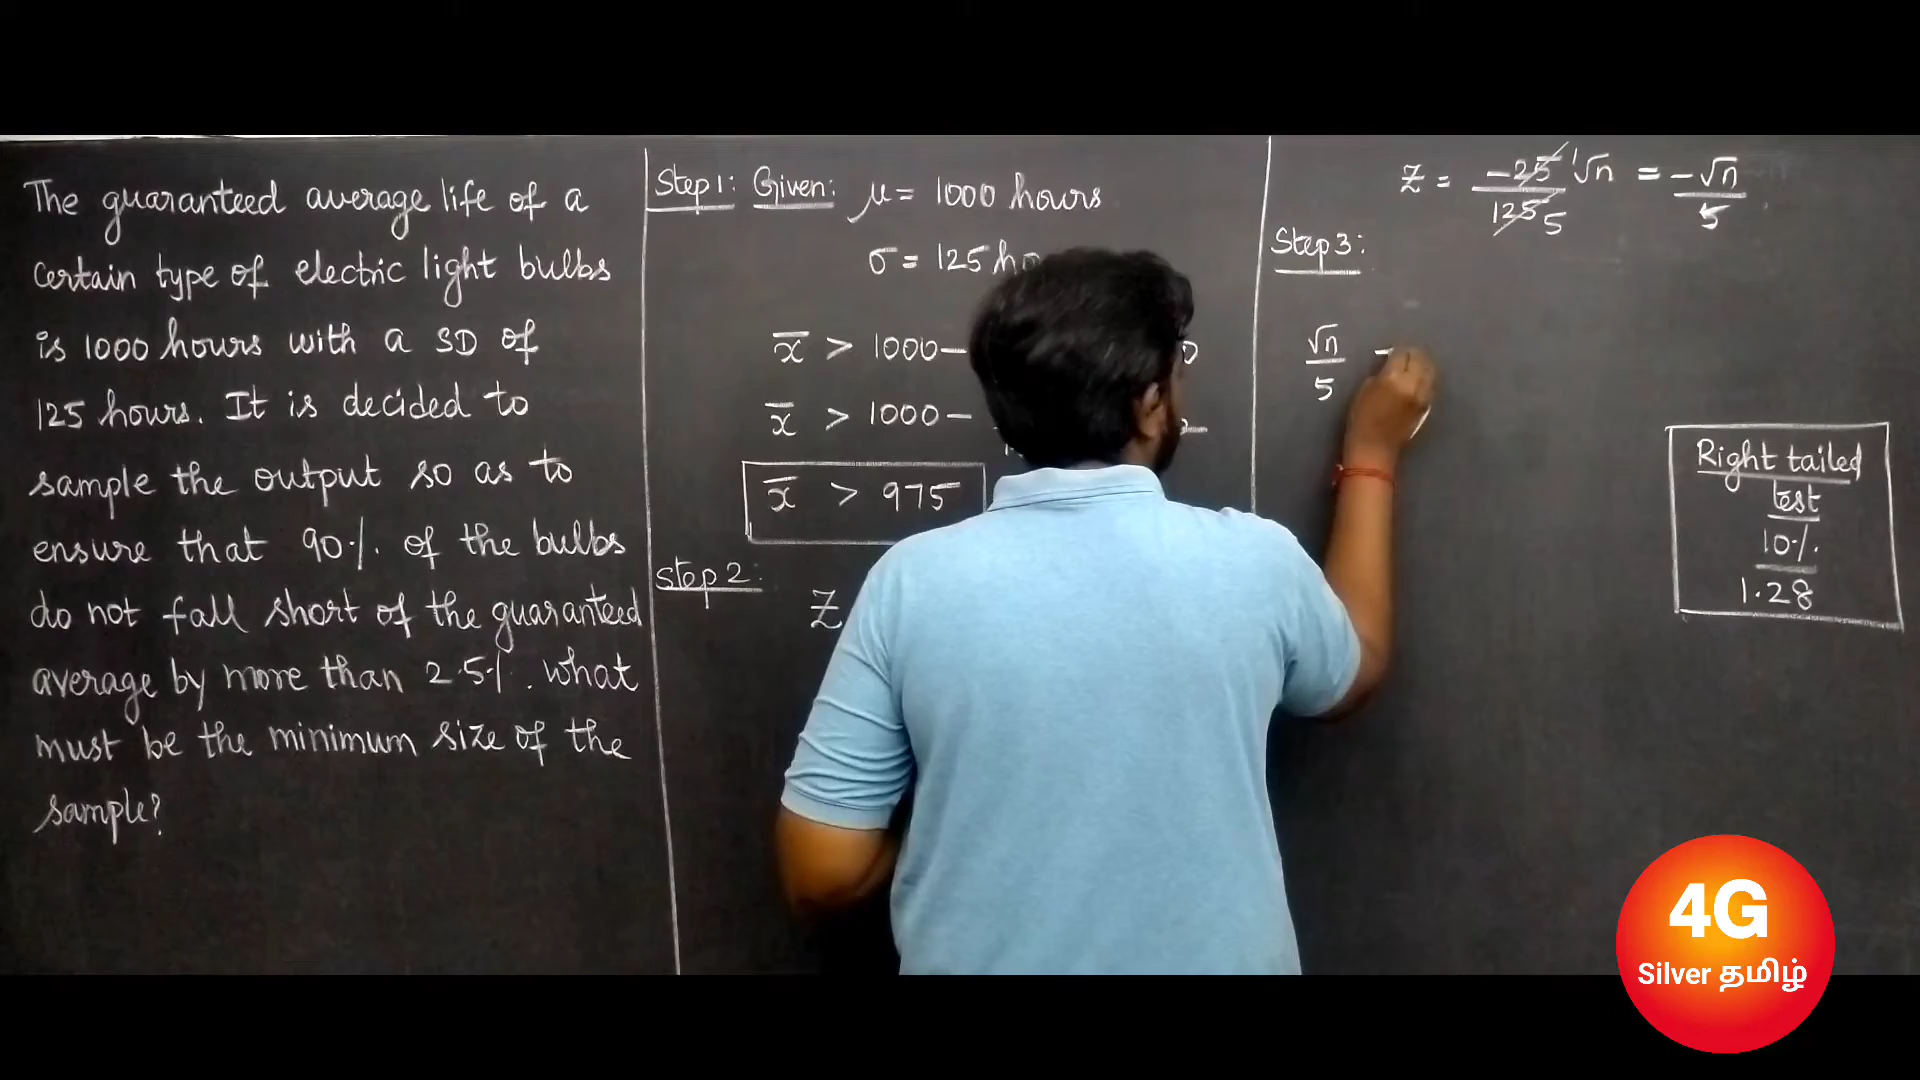 The guaranteed average life of a
certain type of electric light bulbs
is 1000 hours with a SD of
125 hours. It is decided to
sample the output so as to
ensure that 90% of the bulbs
do not fall short of the guaranteed
average by more than 2.5%. What
must be the minimum size of the
sample?
Step 1: Given: μ = 1000 hours
σ = 125
x̄ > 1000 –
x̄ > 1000 –
x̄ > 975
Step 2:
Z
Z = -25 √n / 125 = -√n / 5
1
5
Step 3:
√n / 5
Right tailed
test
10%
1.28
4G
Silver தமிழ்